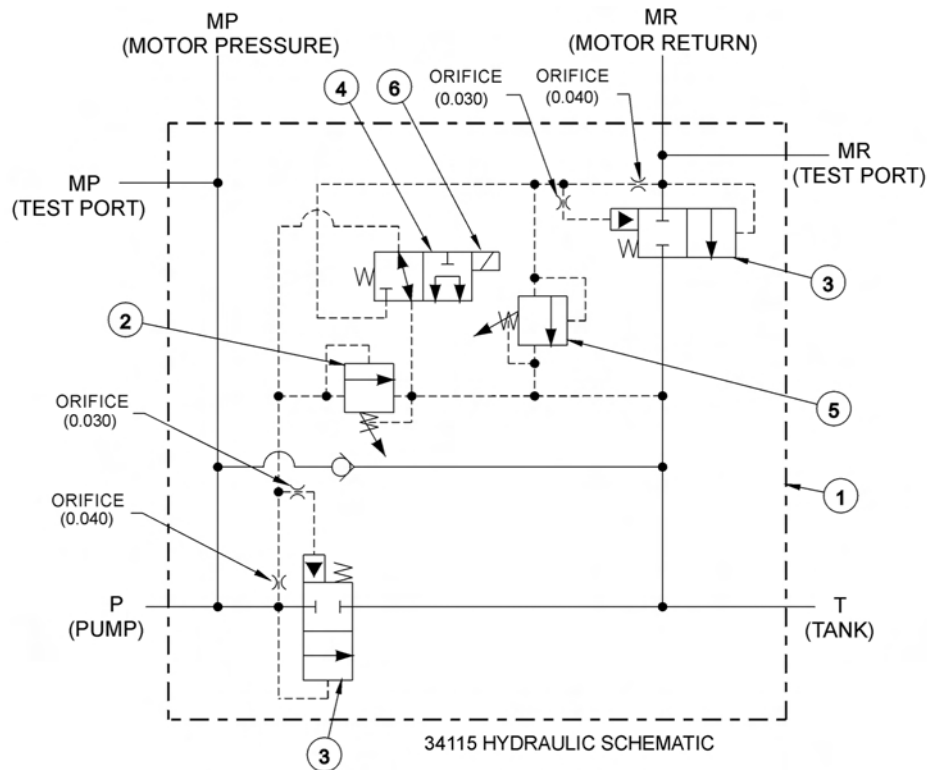 MP
(MOTOR PRESSURE)
MR
(MOTOR RETURN)
4
6
ORIFICE
(0.030)
ORIFICE
(0.040)
MP
(TEST PORT)
MR
(TEST PORT)
3
2
5
ORIFICE
(0.030)
ORIFICE
(0.040)
1
P
(PUMP)
T
(TANK)
3
34115 HYDRAULIC SCHEMATIC